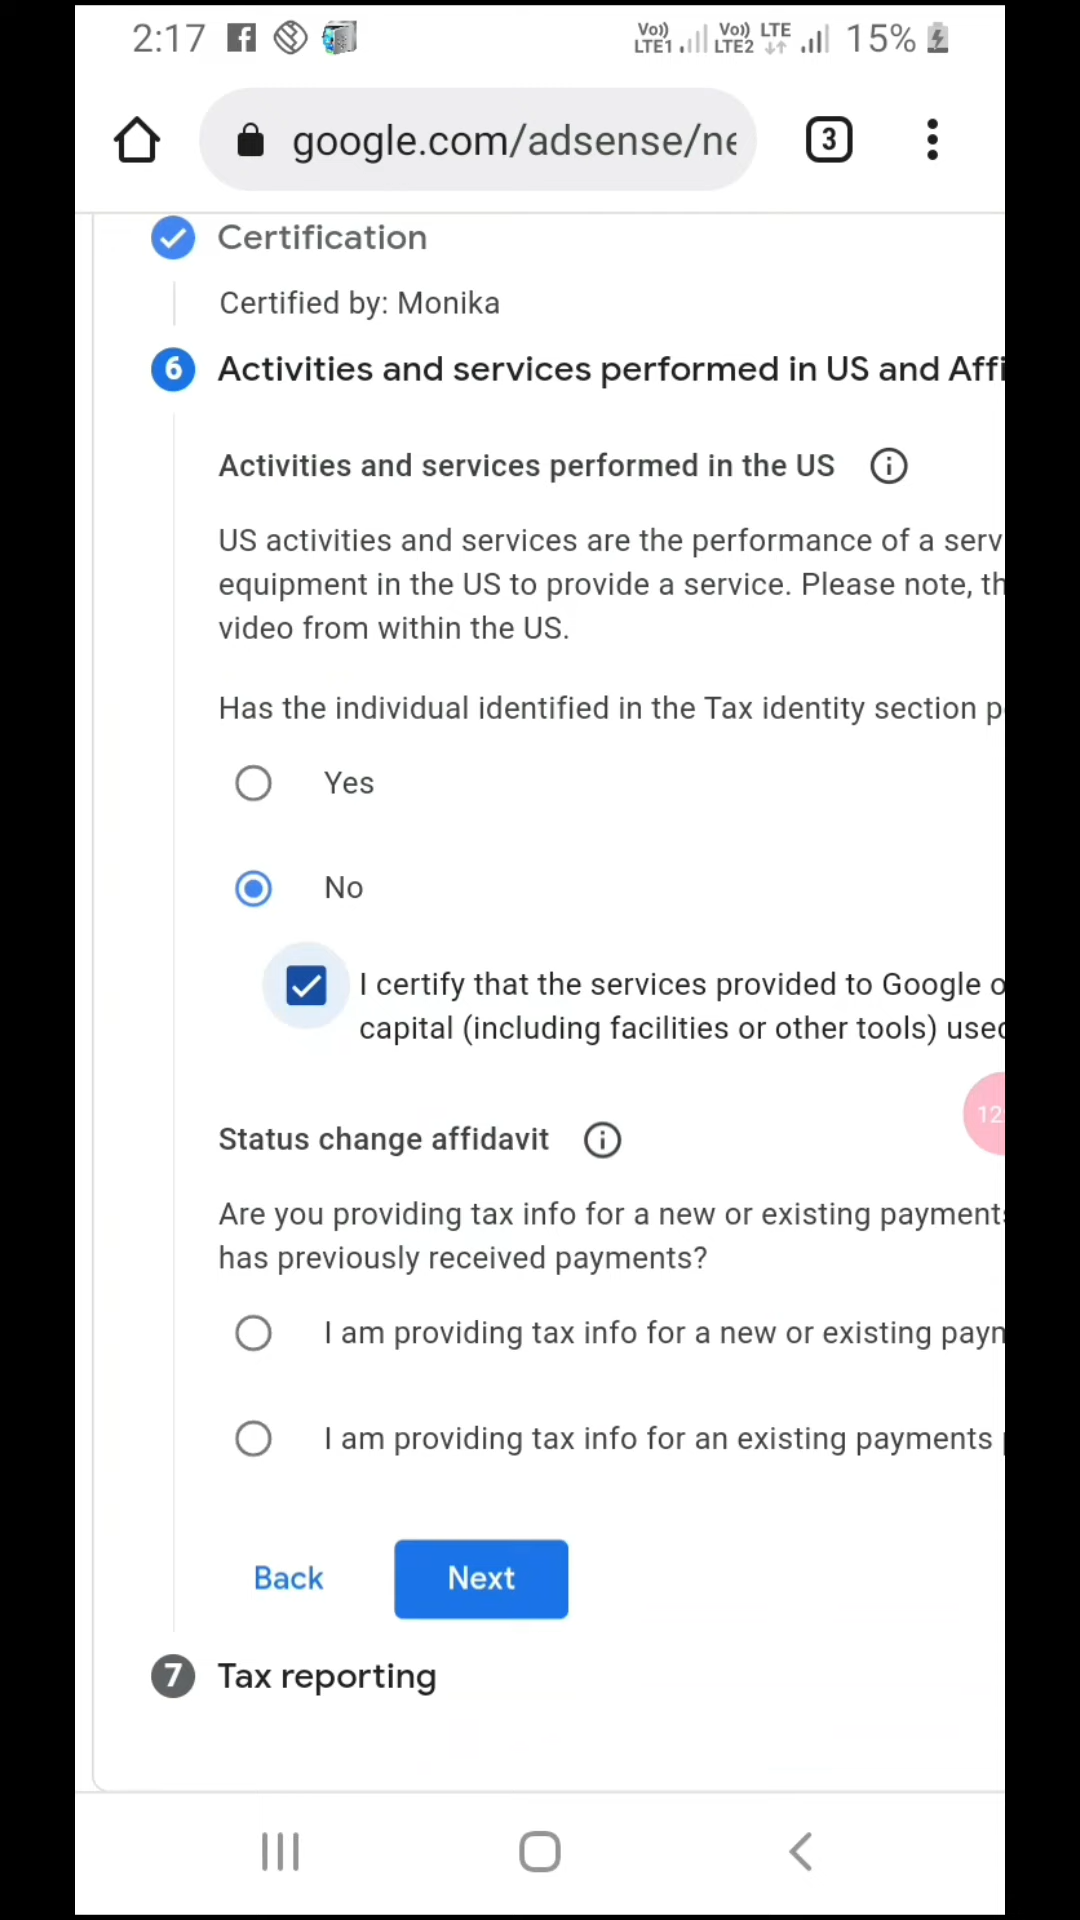 2:17
Vo)) LTE1
Vo)) LTE2
LTE
15%
google.com/adsense/ne
3
Certification
Certified by: Monika
6 Activities and services performed in US and Affi
Activities and services performed in the US
US activities and services are the performance of a serv
equipment in the US to provide a service. Please note, th
video from within the US.
Has the individual identified in the Tax identity section p
Yes
No
I certify that the services provided to Google o
capital (including facilities or other tools) used
12
Status change affidavit
Are you providing tax info for a new or existing payments
has previously received payments?
I am providing tax info for a new or existing paym
I am providing tax info for an existing payments
Back
Next
7 Tax reporting